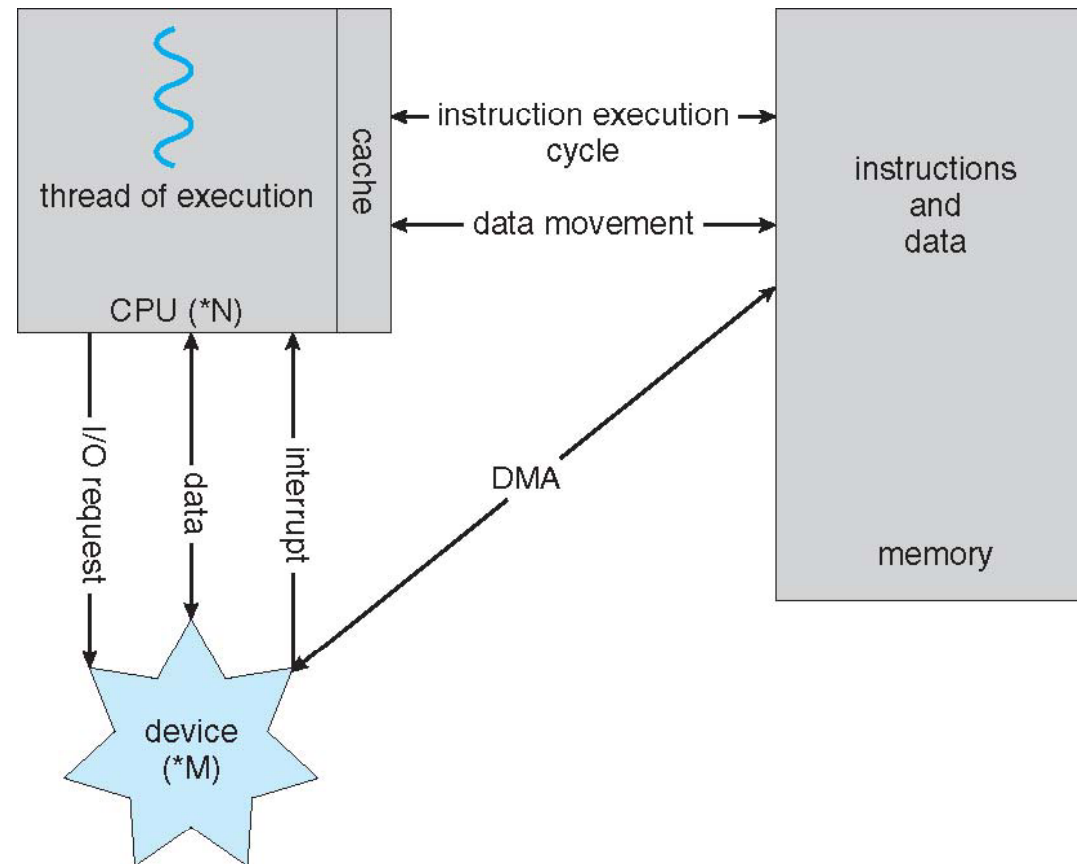 thread of execution
CPU (*N)
cache
instruction execution
cycle
data movement
instructions
and
data
memory
I/O request
data
interrupt
DMA
device
(*M)